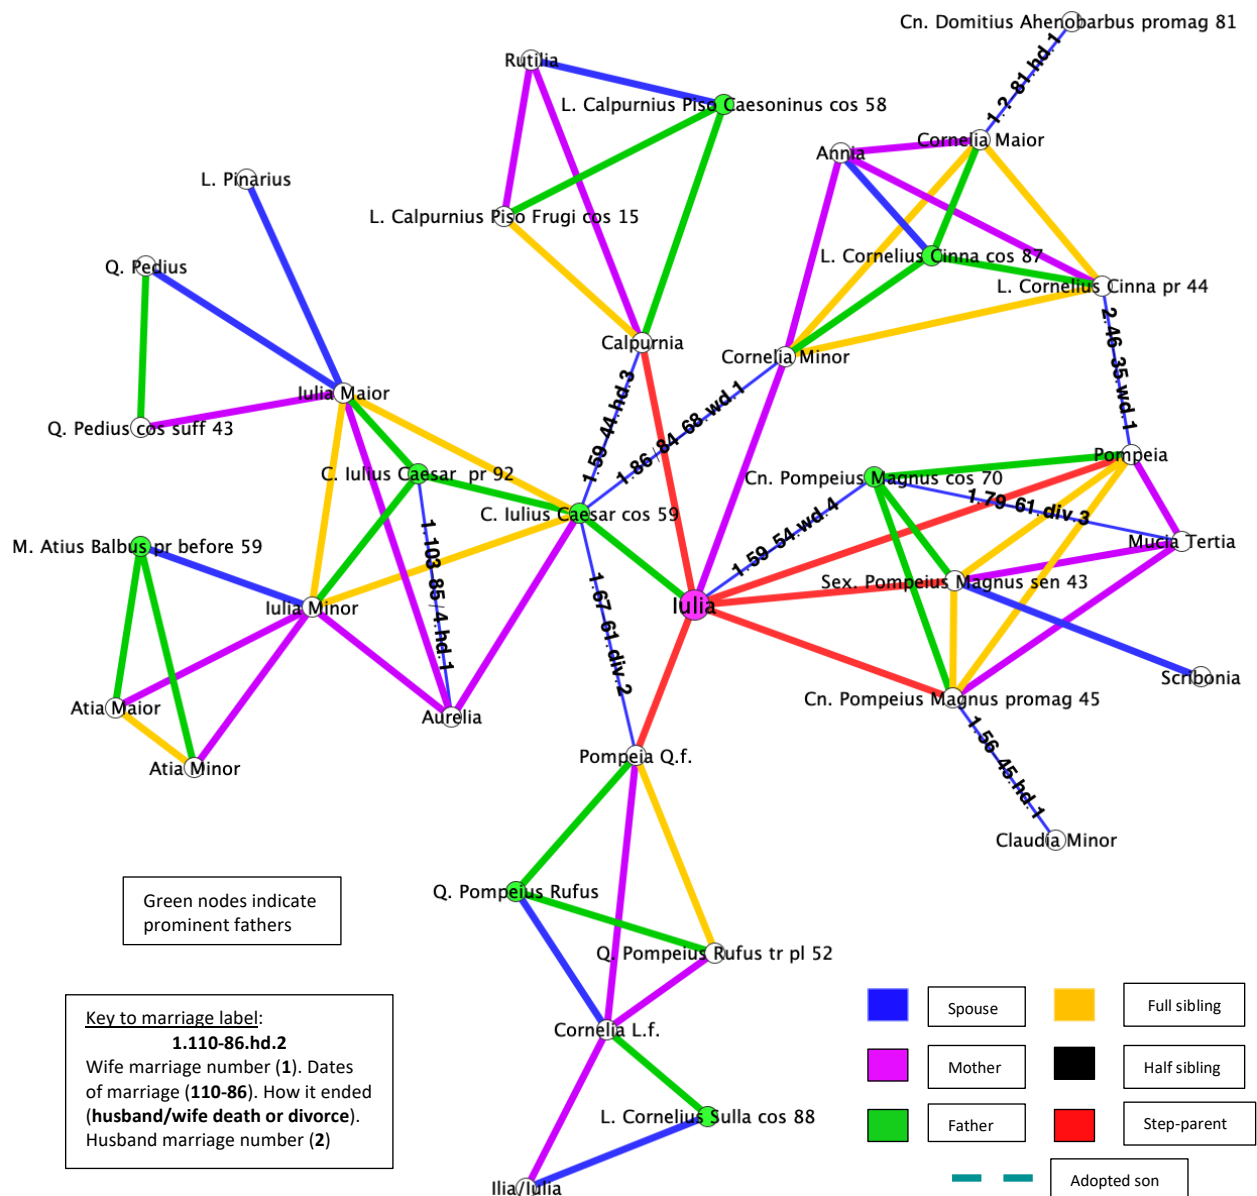 Cn. Domitius Ahenobarbus promag 81
Rutilia
1.?.81.hd.1
L. Calpurnius Piso Caesoninus cos 58
Cornelia Maior
Annia
L. Pinarius
L. Calpurnius Piso Frugi cos 15
L. Cornelius Cinna cos 87
Q. Pedius
L. Cornelius Cinna pr 44
Calpurnia
Cornelia Minor
2.46-35.wd.1
Iulia Maior
1.59-44.hd.3
1.86/84-68.wd.1
Q. Pedius cos suff 43
Pompeia
C. Iulius Caesar pr 92
Cn. Pompeius Magnus cos 70
1.79-61 div 3
C. Iulius Caesar cos 59
1.59-54.wd.4
M. Atius Balbus pr before 59
Mucia Tertia
1.103-85/4.hd.1
Sex. Pompeius Magnus sen 43
Iulia Minor
Iulia
1.67-61.div.2
Scribonia
Cn. Pompeius Magnus promag 45
Atia Maior
Aurelia
1.56-45.hd.1
Pompeia Q.f.
Atia Minor
Claudia Minor
Q. Pompeius Rufus
Green nodes indicate
prominent fathers
Q. Pompeius Rufus tr pl 52
Cornelia L.f.
L. Cornelius Sulla cos 88
Ilia/Iulia
Key to marriage label:
1.110-86.hd.2
Wife marriage number (1). Dates
of marriage (110-86). How it ended
(husband/wife death or divorce).
Husband marriage number (2)
Spouse
Full sibling
Mother
Half sibling
Father
Step-parent
Adopted son